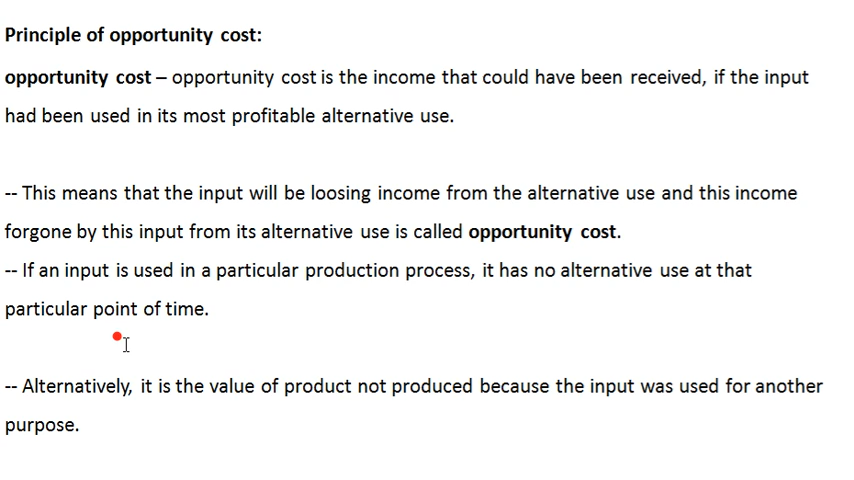 Principle of opportunity cost:
opportunity cost – opportunity cost is the income that could have been received, if the input
had been used in its most profitable alternative use.
-- This means that the input will be loosing income from the alternative use and this income
forgone by this input from its alternative use is called opportunity cost.
-- If an input is used in a particular production process, it has no alternative use at that
particular point of time.
-- Alternatively, it is the value of product not produced because the input was used for another
purpose.